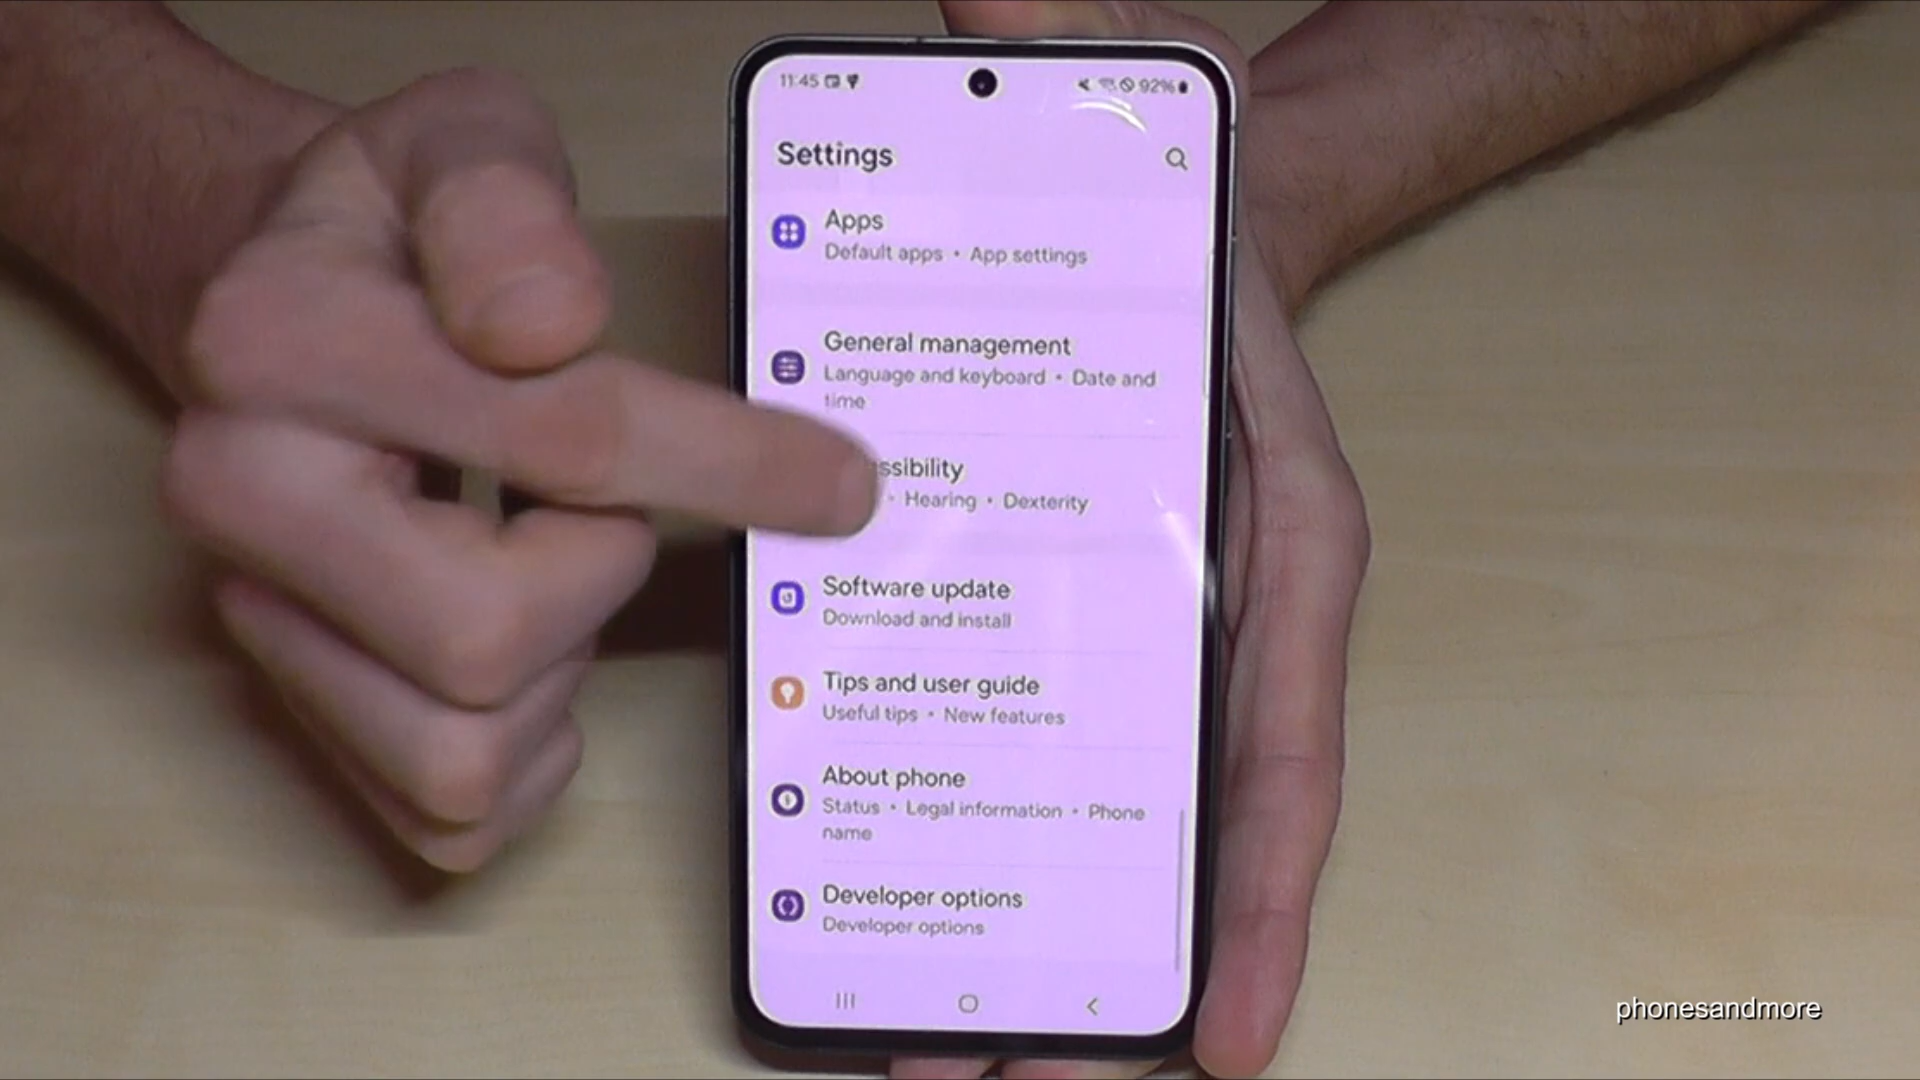 11:45
92%
Settings
Apps
Default apps • App settings
General management
Language and keyboard • Date and
time
ssibility
• Hearing • Dexterity
Software update
Download and install
Tips and user guide
Useful tips • New features
About phone
Status • Legal information • Phone
name
Developer options
Developer options
phonesandmore